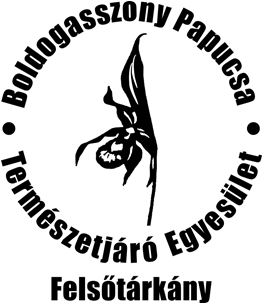 Boldogasszony Papucsa
Természetjáró Egyesület
Felsőtárkány